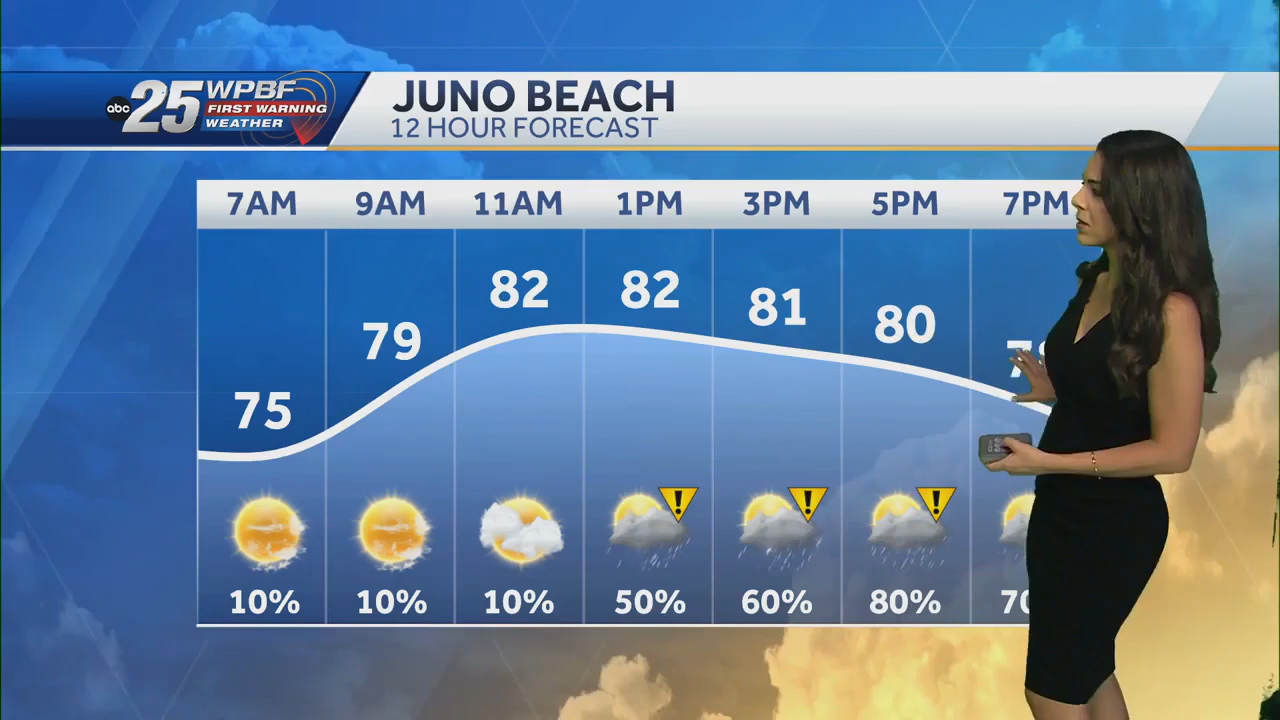 abc 25 WPBF
FIRST WARNING
WEATHER
JUNO BEACH
12 HOUR FORECAST
7AM 9AM 11AM 1PM 3PM 5PM 7PM
75 79 82 82 81 80
10% 10% 10% 50% 60% 80%